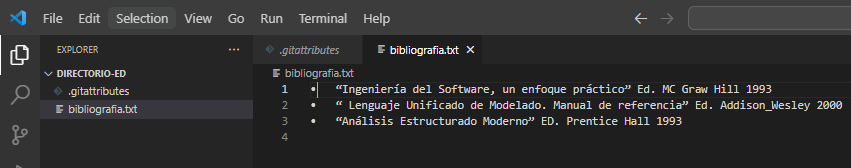 File Edit Selection View Go Run Terminal Help
EXPLORER ...
.gitattributes
bibliografia.txt
DIRECTORIO-ED
.gitattributes
bibliografia.txt
bibliografia.txt
1 • “Ingeniería del Software, un enfoque práctico” Ed. MC Graw Hill 1993
2 • “ Lenguaje Unificado de Modelado. Manual de referencia” Ed. Addison_Wesley 2000
3 • “Análisis Estructurado Moderno” ED. Prentice Hall 1993
4